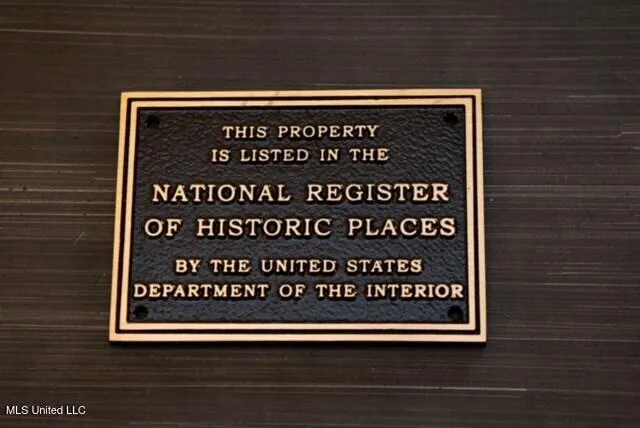 THIS PROPERTY
IS LISTED IN THE
NATIONAL REGISTER
OF HISTORIC PLACES
BY THE UNITED STATES
DEPARTMENT OF THE INTERIOR
MLS United LLC